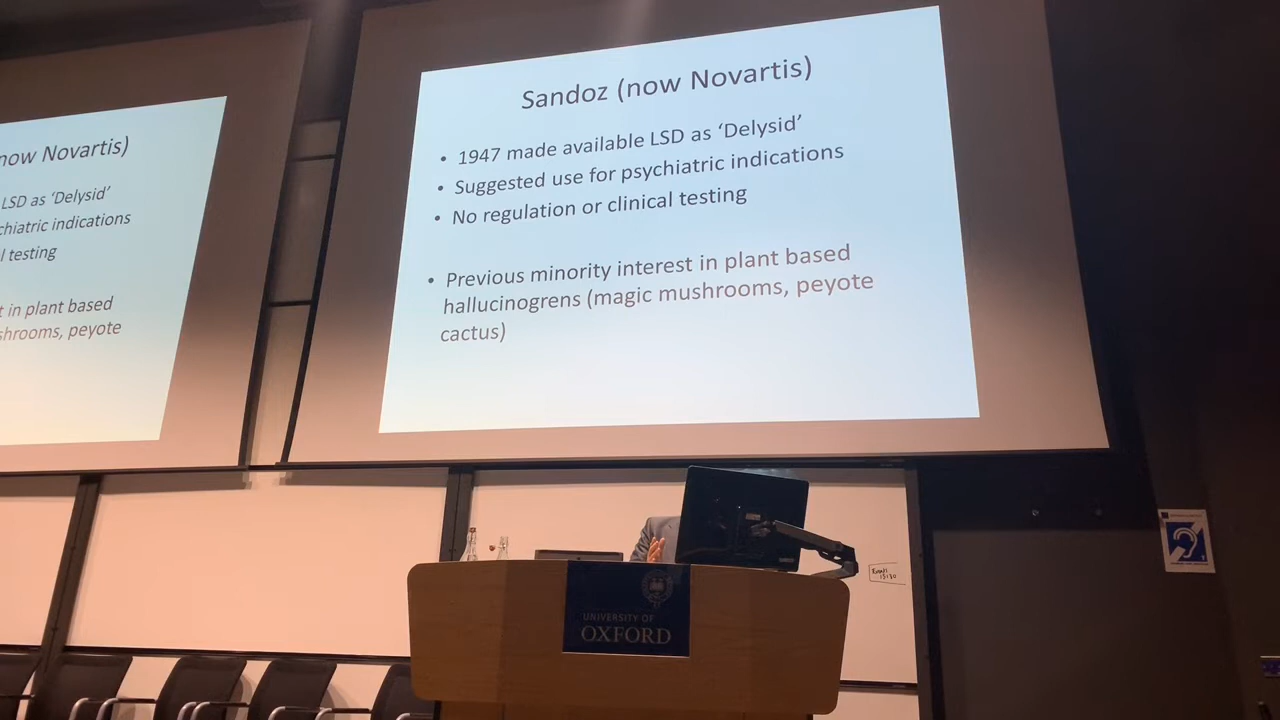 now Novartis)
LSD as ‘Delysid’
chiatric indications
l testing
t in plant based
shrooms, peyote
Sandoz (now Novartis)
• 1947 made available LSD as ‘Delysid’
• Suggested use for psychiatric indications
• No regulation or clinical testing
• Previous minority interest in plant based
hallucinogrens (magic mushrooms, peyote
cactus)
UNIVERSITY OF
OXFORD